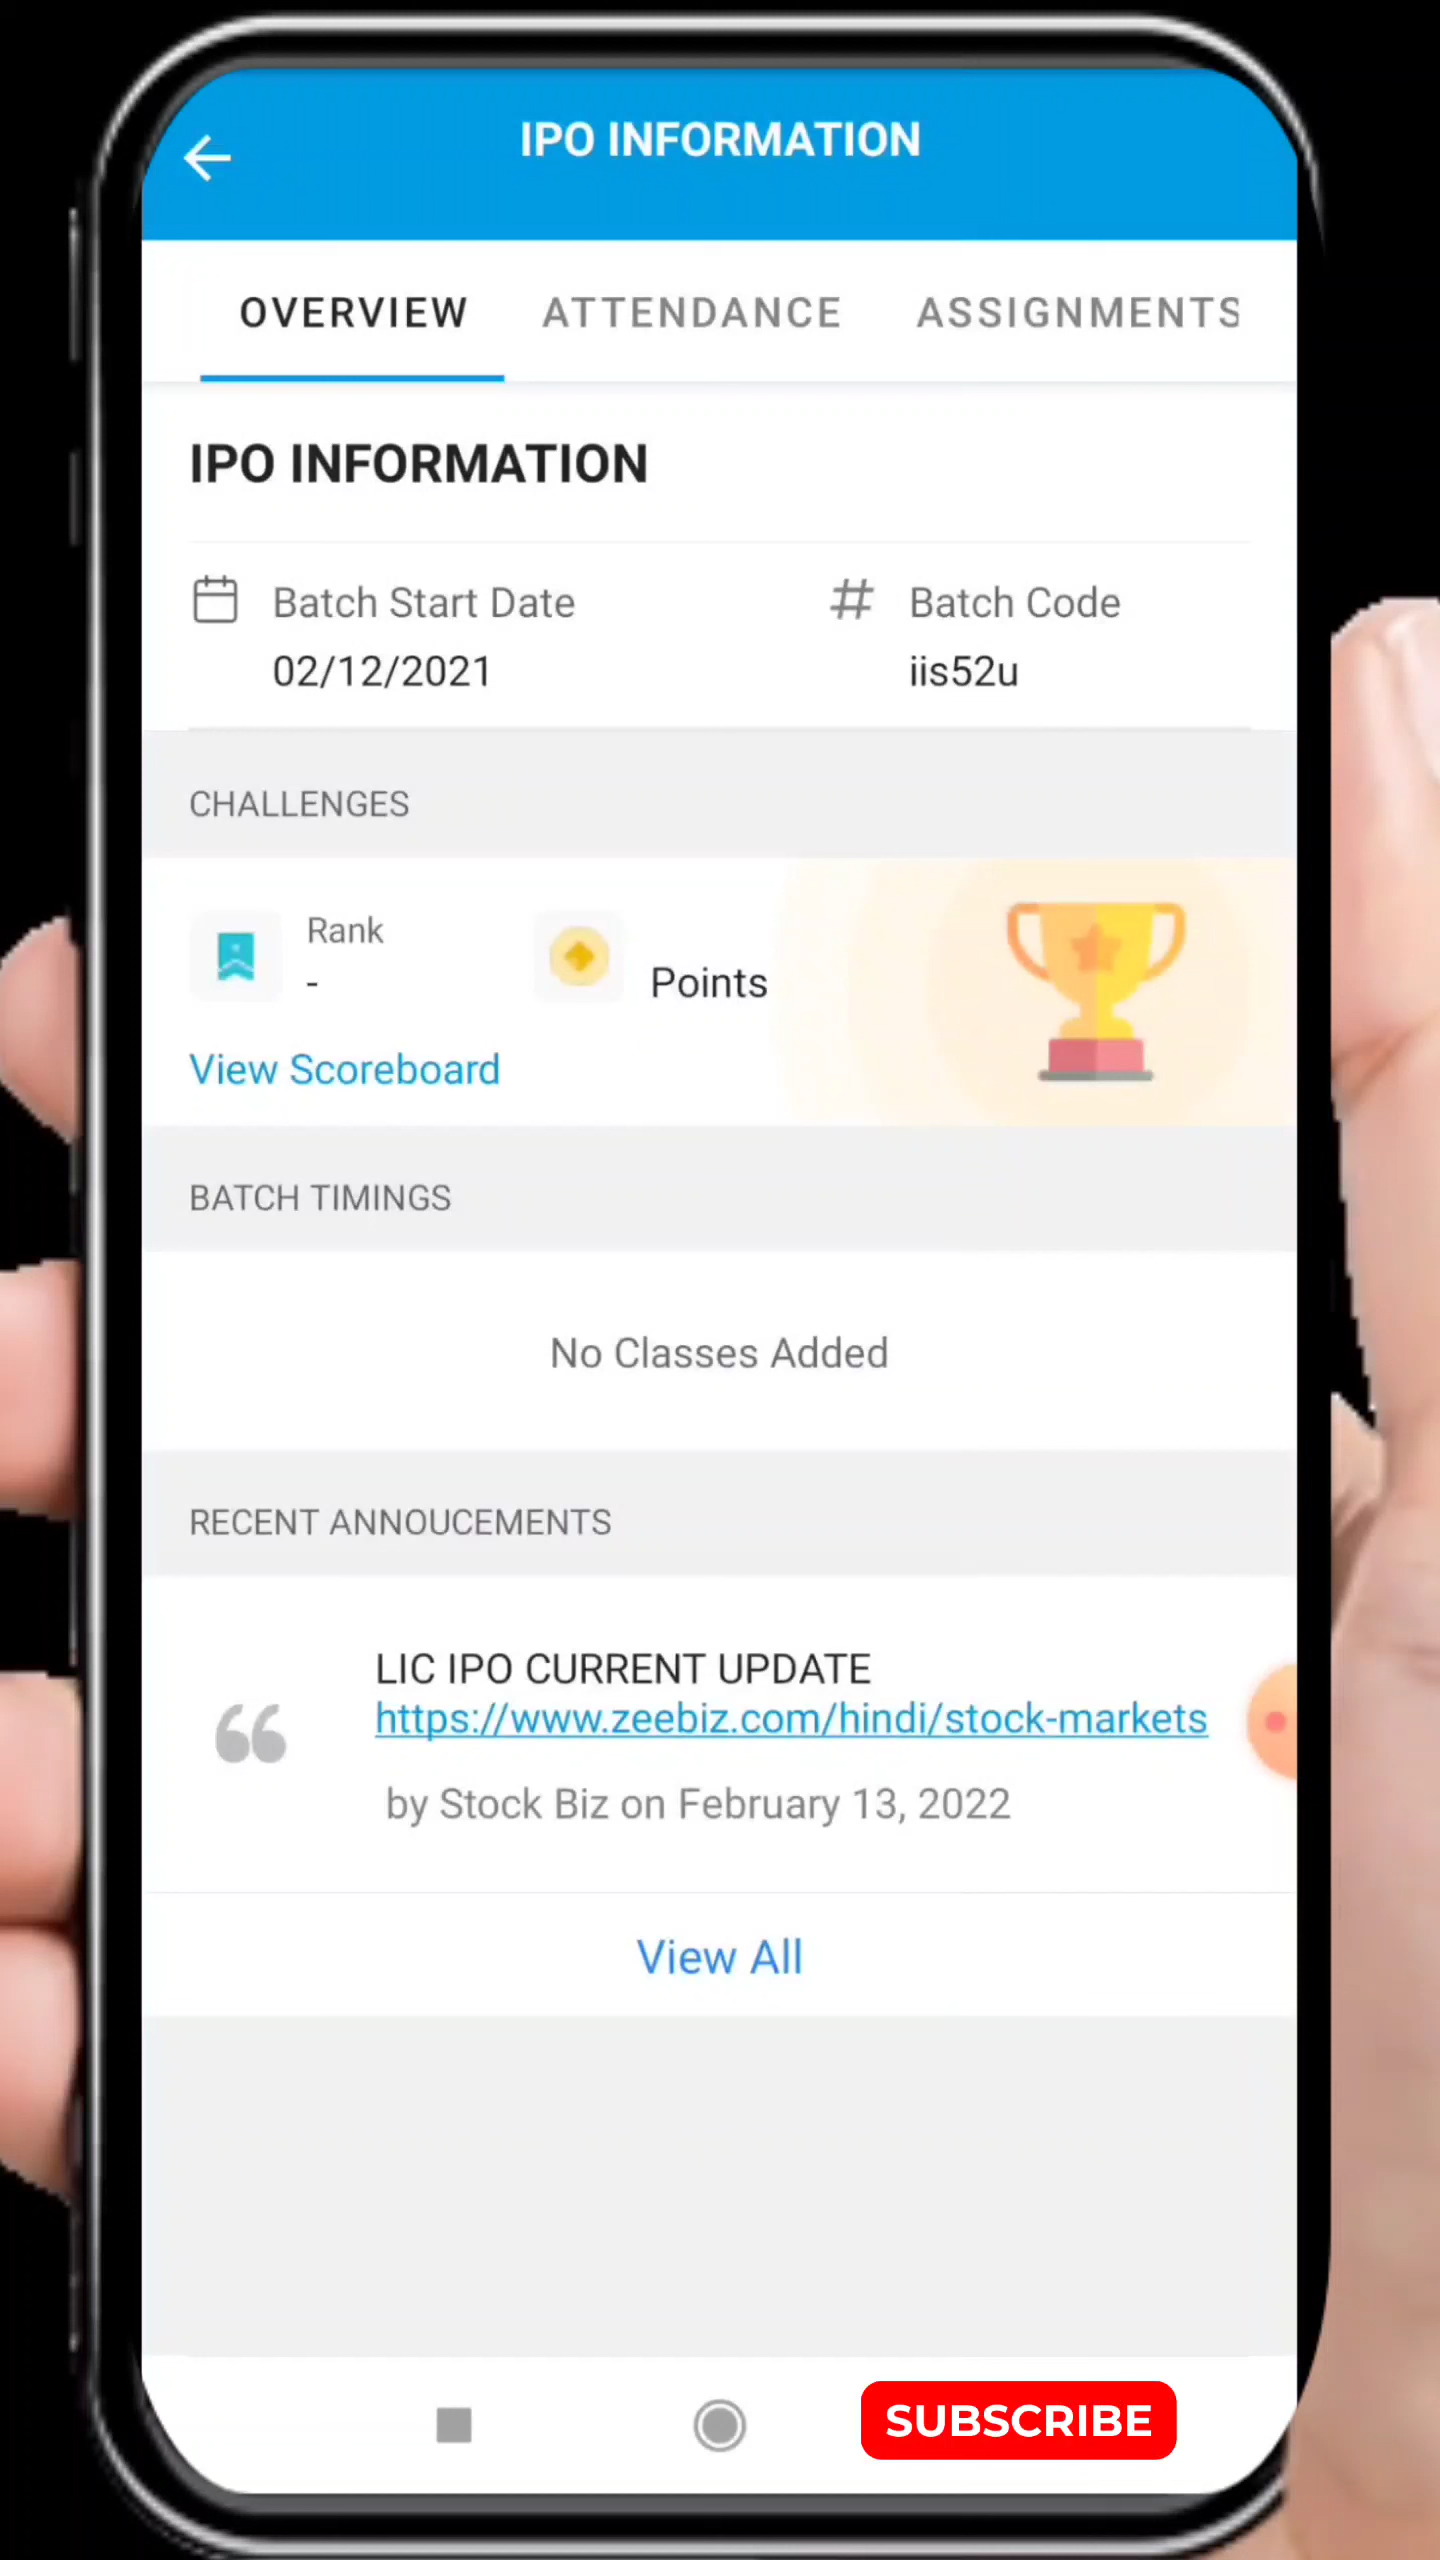 IPO INFORMATION
OVERVIEW ATTENDANCE ASSIGNMENTS
IPO INFORMATION
Batch Start Date # Batch Code
02/12/2021 iis52u
CHALLENGES
Rank
-
Points
View Scoreboard
BATCH TIMINGS
No Classes Added
RECENT ANNOUCEMENTS
LIC IPO CURRENT UPDATE
https://www.zeebiz.com/hindi/stock-markets
by Stock Biz on February 13, 2022
View All
SUBSCRIBE